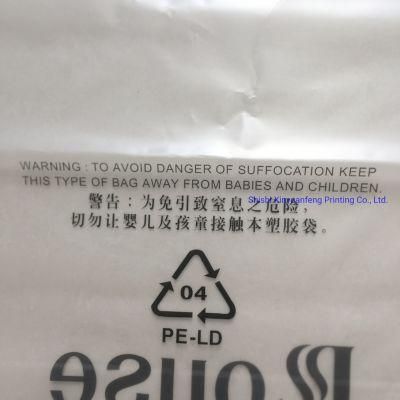 WARNING : TO AVOID DANGER OF SUFFOCATION KEEP
THIS TYPE OF BAG AWAY FROM BABIES AND CHILDREN.
警告：为免引致窒息之危险，
Shishi Xingyanfeng Printing Co., Ltd.
切勿让婴儿及孩童接触本塑胶袋。
04
PE-LD